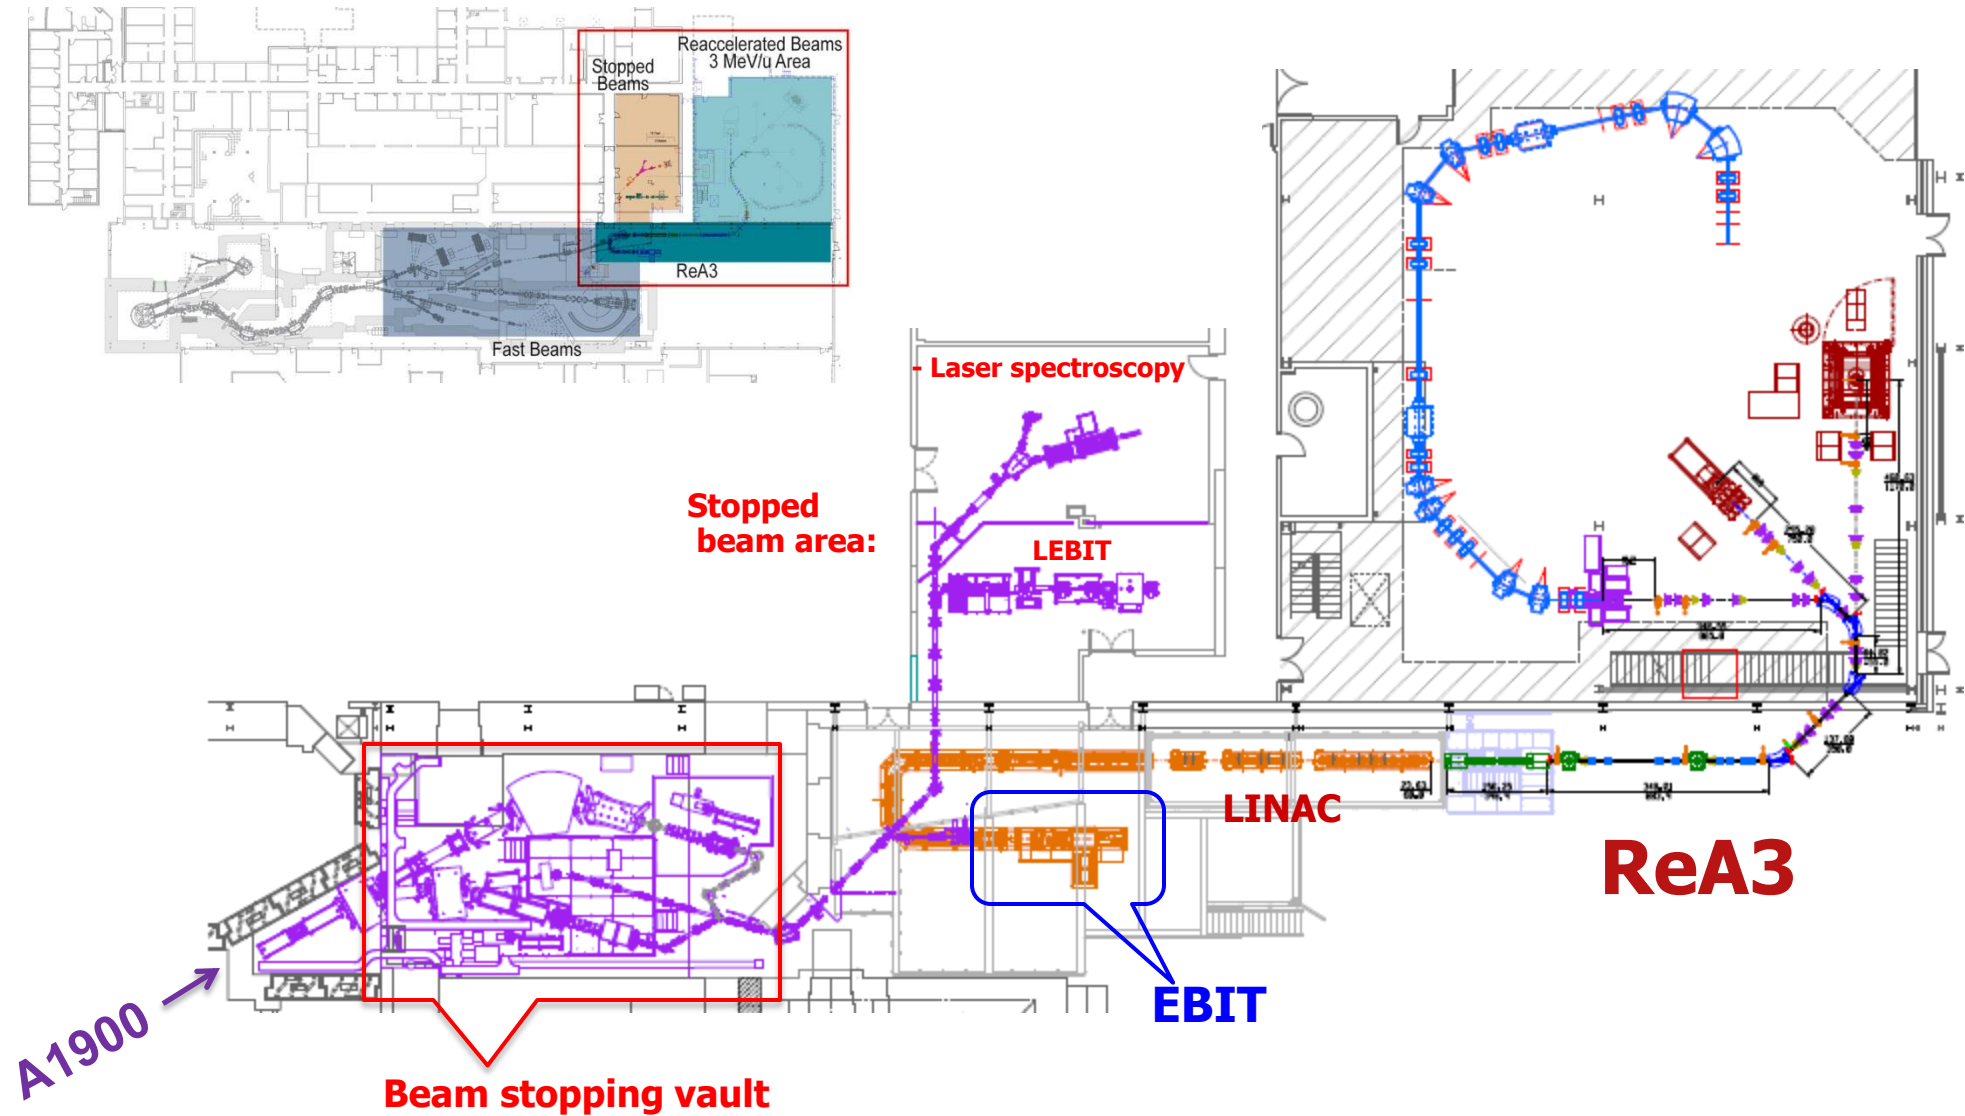 Reaccelerated Beams
3 MeV/u Area
Stopped
Beams
ReA3
Fast Beams
- Laser spectroscopy
Stopped
beam area:
LEBIT
LINAC
ReA3
EBIT
A1900
Beam stopping vault